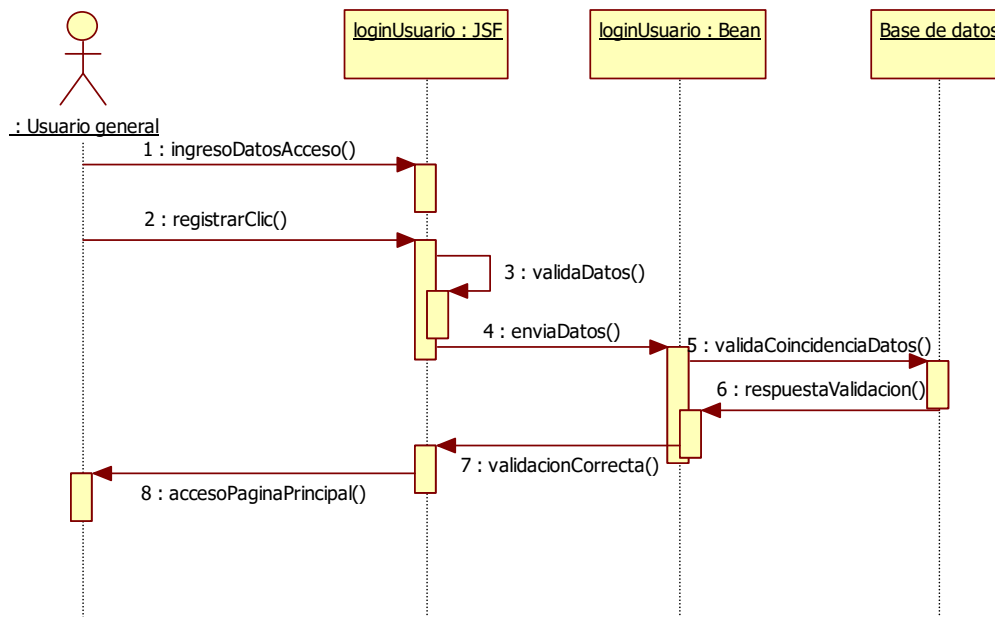 loginUsuario : JSF
loginUsuario : Bean
Base de datos
: Usuario general
1 : ingresoDatosAcceso()
2 : registrarClic()
3 : validaDatos()
4 : enviaDatos()
5 : validaCoincidenciaDatos()
6 : respuestaValidacion()
7 : validacionCorrecta()
8 : accesoPaginaPrincipal()